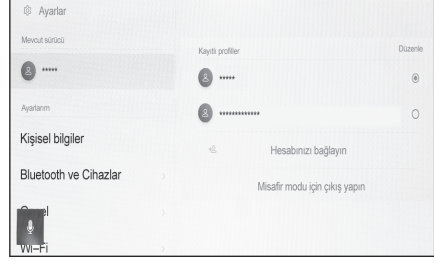 Ayarlar
Mevcut sürücü
*****
Ayarlarım
Kişisel bilgiler
Bluetooth ve Cihazlar
Wi-Fi
Kayıtlı profiller
Düzenle
*****
*************
Hesabınızı bağlayın
Misafir modu için çıkış yapın